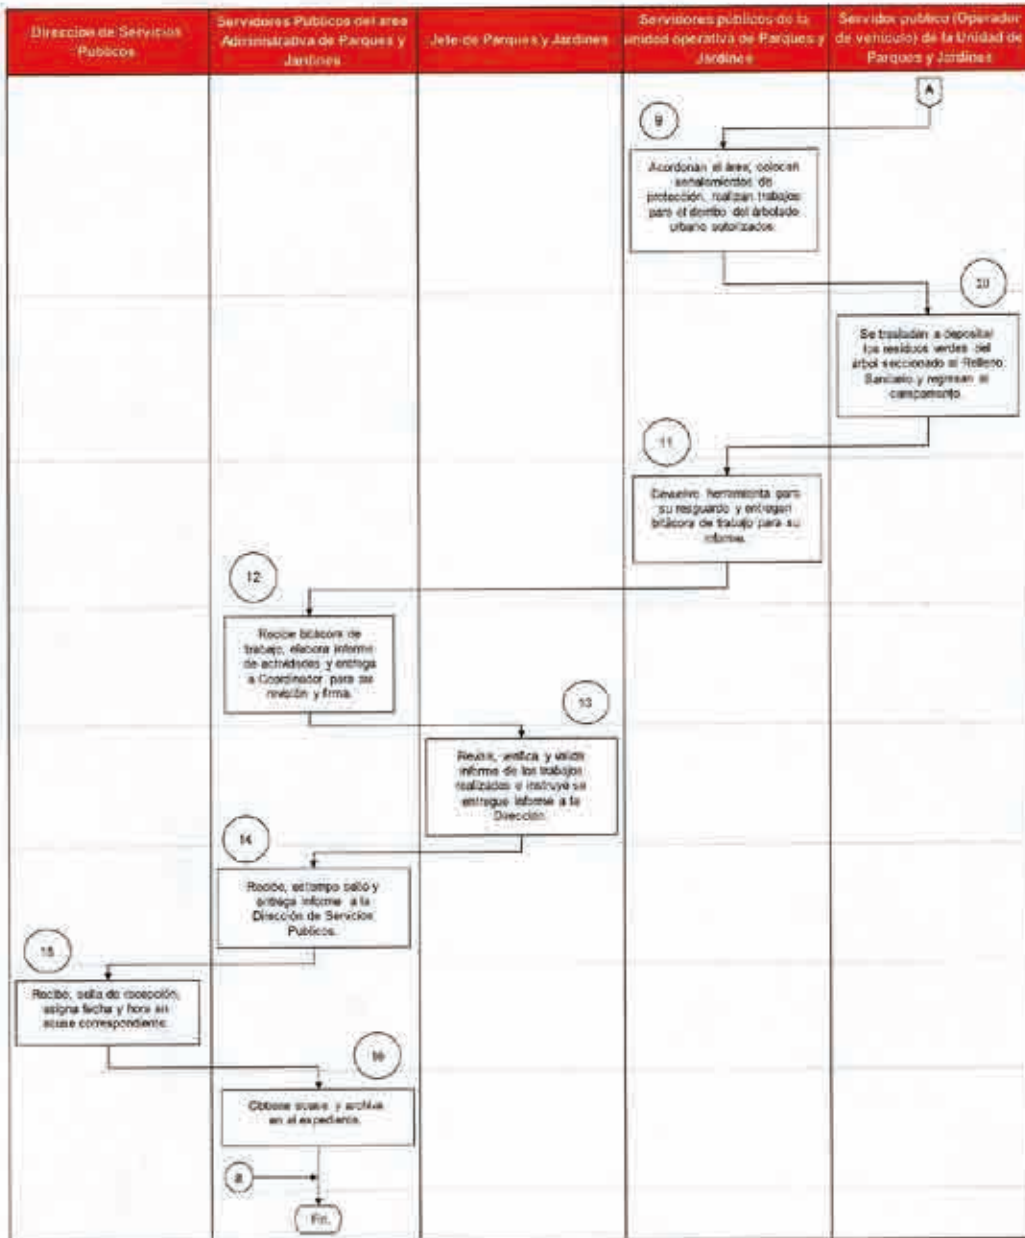 Dirección de Servicios
Publicos
Servidores Publicos del area
Administrativa de Parques y
Jardines
Jefe de Parques y Jardines
Servidores públicos de la
unidad operativa de Parques y
Jardines
Servidor público (Operador
de vehiculo) de la Unidad de
Parques y Jardines
A
9
Acordonan el área, colocan
señalamientos de
protección, realizan trabajos
para el derribo del árbolado
urbano autorizados.
10
Se trasladan a depositar
los residuos verdes del
árbol seccionado al Relleno
Sanitario y regresan al
campamento.
11
Devuelve herramienta para
su resguardo y entregan
bitácora de trabajo para su
informe.
12
Recibe bitácora de
trabajo, elabora informe
de actividades y entrega
a Coordinador para su
revisión y firma.
13
Revisa, verifica y valida
informe de los trabajos
realizados e instruye se
entregue informe a la
Dirección.
14
Recibe, estampa sello y
entrega informe a la
Dirección de Servicios
Publicos.
15
Recibe, sella de recepción,
asigna fecha y hora en
acuse correspondiente.
16
Obtiene acuse y archiva
en el expediente.
a
Fin.